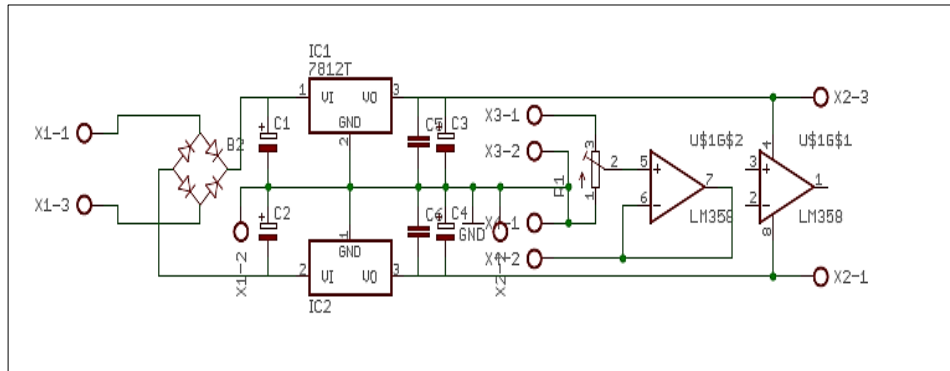 IC1
7812T
1 VI VO 3
GND
2
X1-1
B2
C1
C5
C3
X3-1
X3-2
3
2
R1
1
X2-3
U$1G$2
U$1G$1
4
5
6
7
3
2
1
LM358
LM358
8
X1-3
C2
C6
C4
GND
X1-2
X4-1
X4-2
X2-2
1
GND
2 VI VO 3
IC2
X2-1